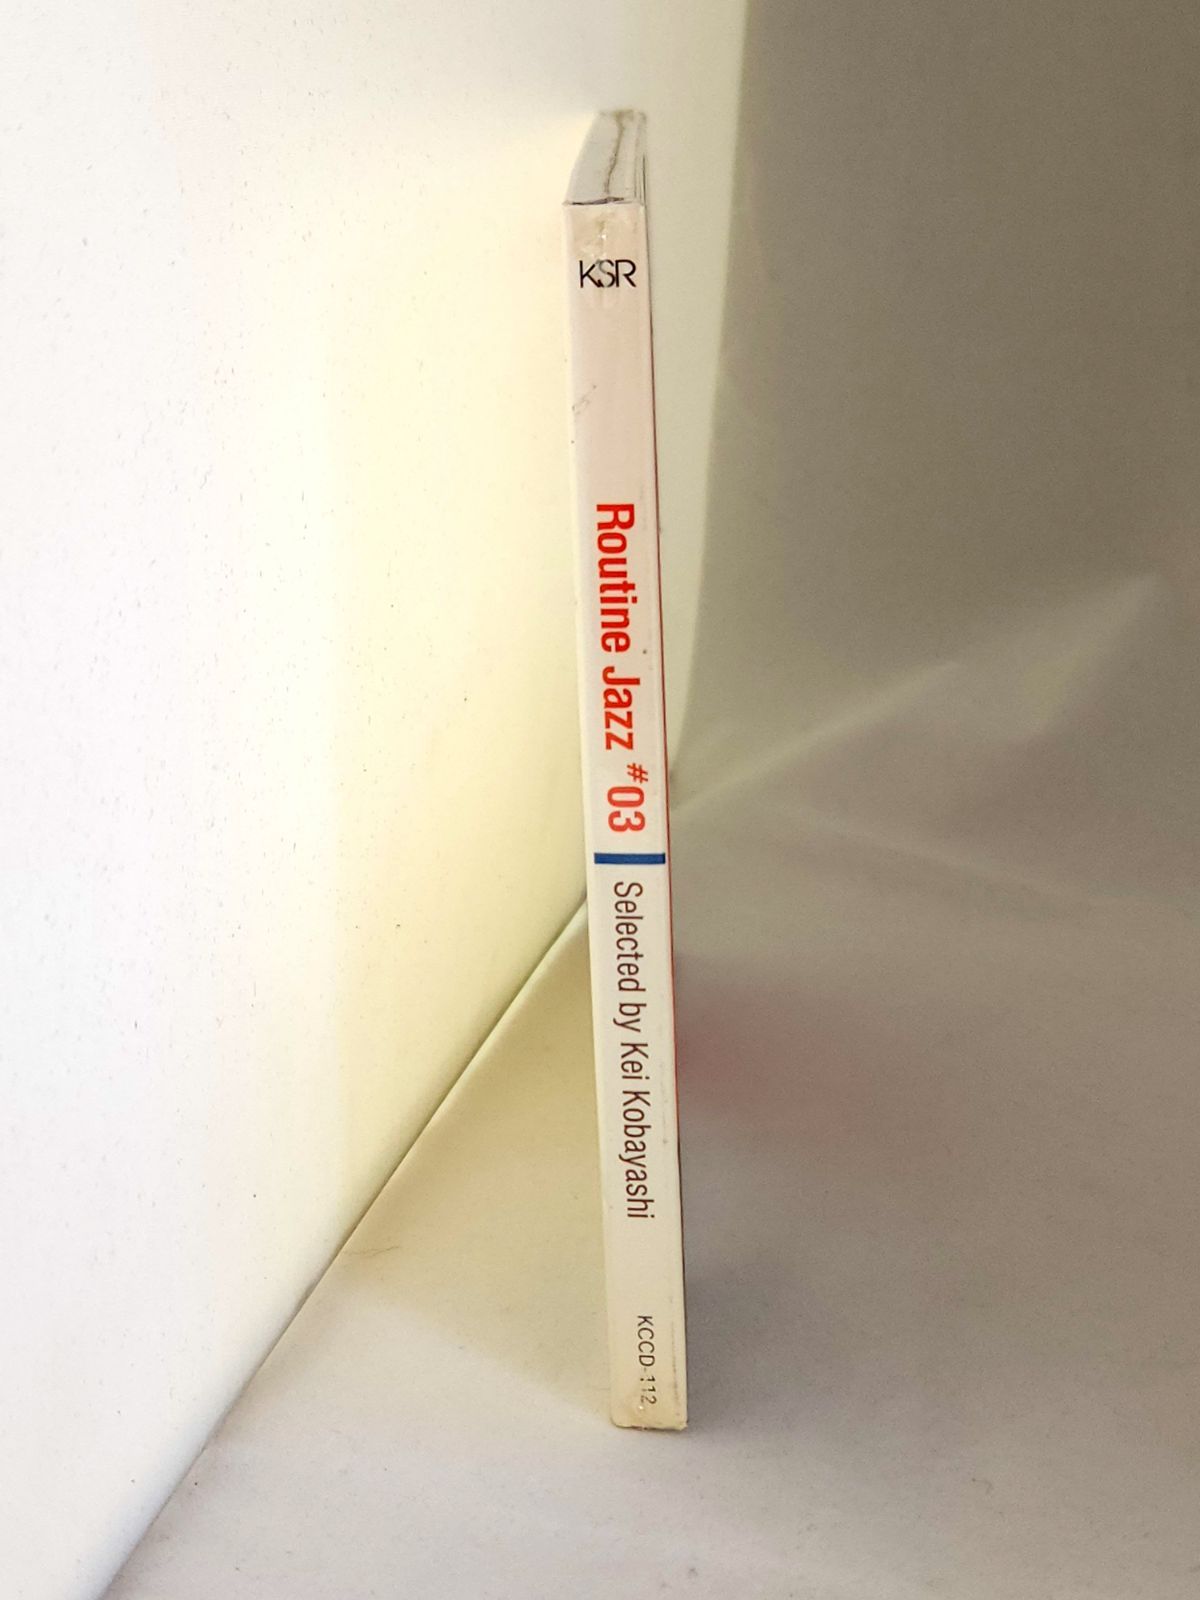 KSR
Routine Jazz #03
Selected by Kei Kobayashi
KCCD-112